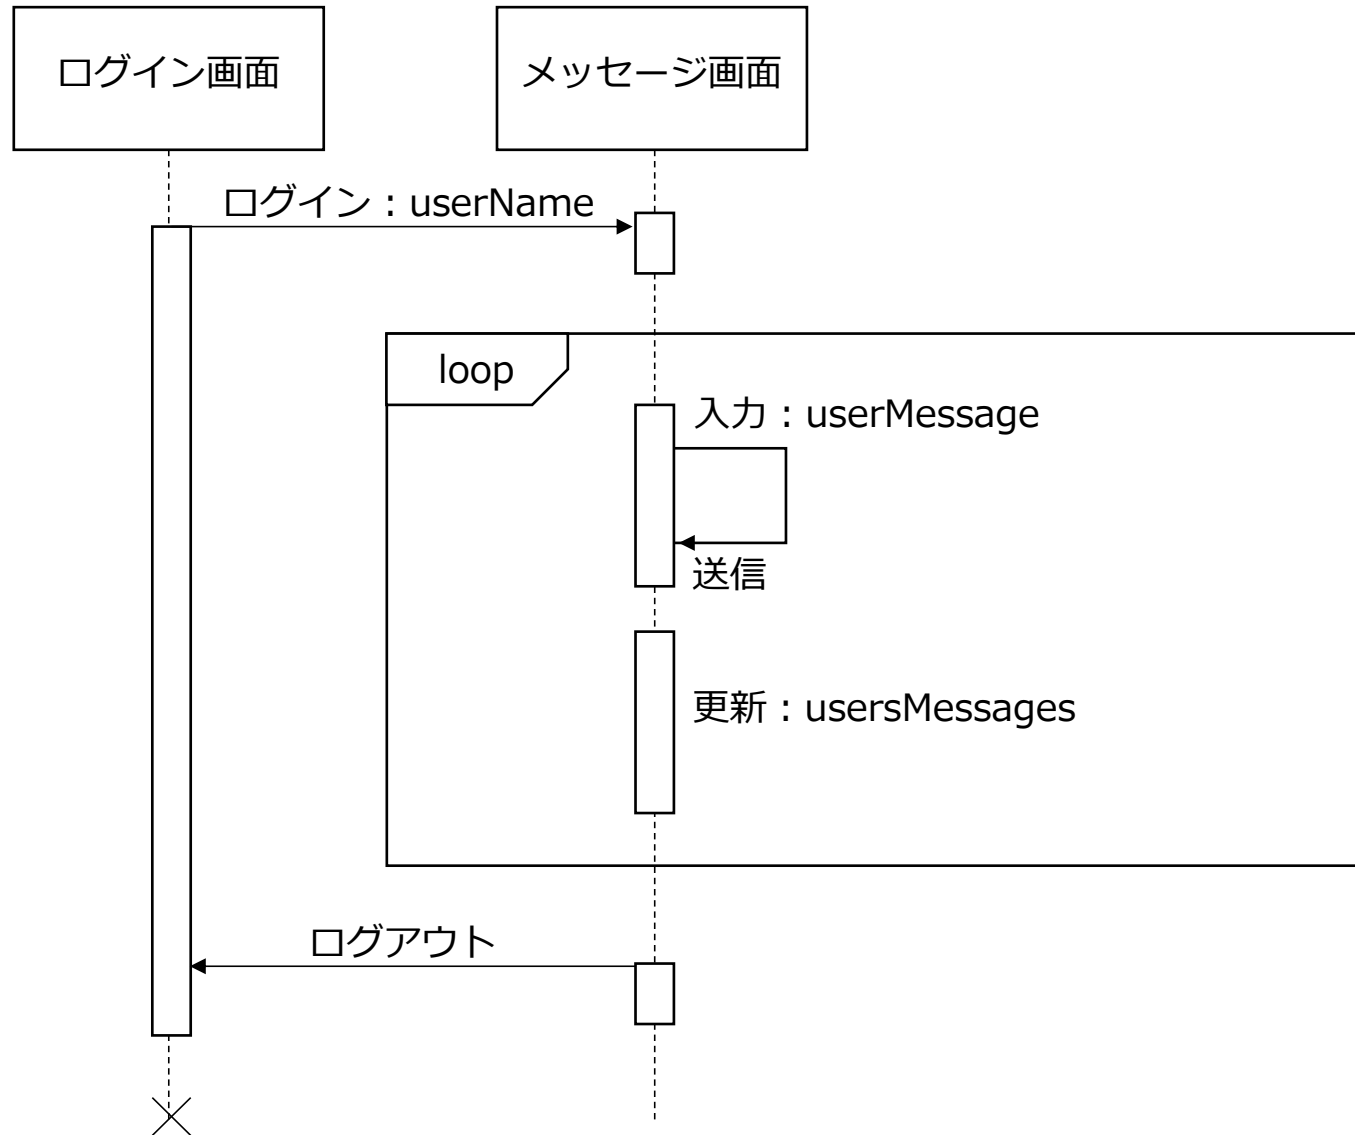 ログイン画面
メッセージ画面
ログイン：userName
loop
入力：userMessage
送信
更新：usersMessages
ログアウト